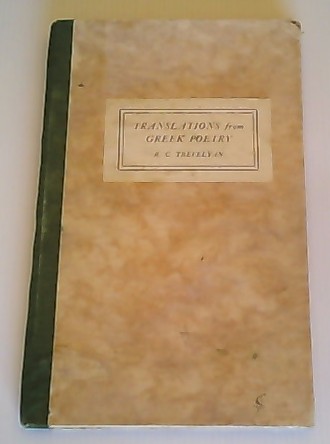 TRANSLATIONS from
GREEK POETRY
R. C. TREVELYAN